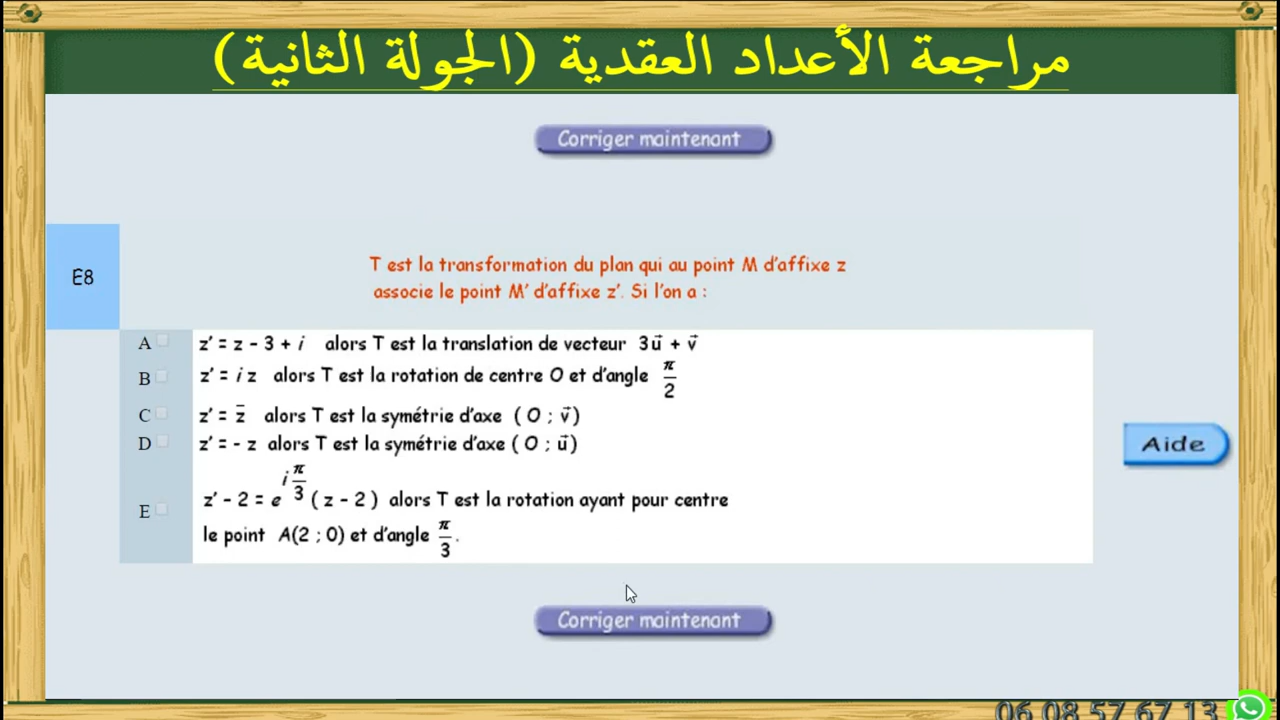 مراجعة الأعداد العقدية (الجولة الثانية)
Corriger maintenant
E8
T est la transformation du plan qui au point M d'affixe z
associe le point M' d'affixe z'. Si l'on a :
A z' = z - 3 + i alors T est la translation de vecteur 3u⃗ + v⃗
B z' = i z alors T est la rotation de centre O et d'angle π/2
C z' = z̄ alors T est la symétrie d'axe ( O ; v⃗ )
D z' = - z alors T est la symétrie d'axe ( O ; u⃗ )
E z' - 2 = e^(i π/3) ( z - 2 ) alors T est la rotation ayant pour centre
le point A(2 ; 0) et d'angle π/3 .
Aide
Corriger maintenant
06 08 57 67 13